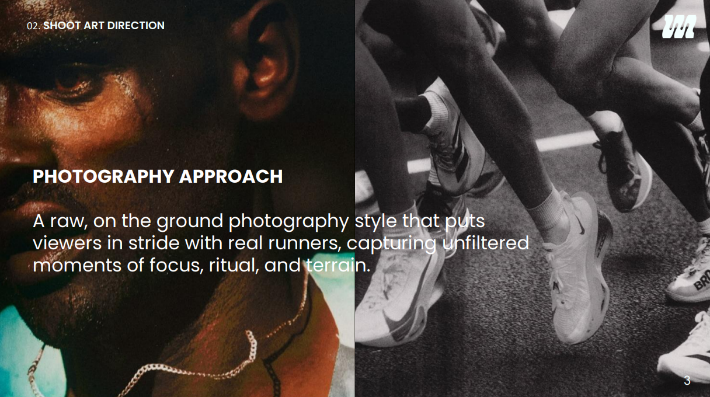 02. SHOOT ART DIRECTION
PHOTOGRAPHY APPROACH
A raw, on the ground photography style that puts
viewers in stride with real runners, capturing unfiltered
moments of focus, ritual, and terrain.
BRO
3